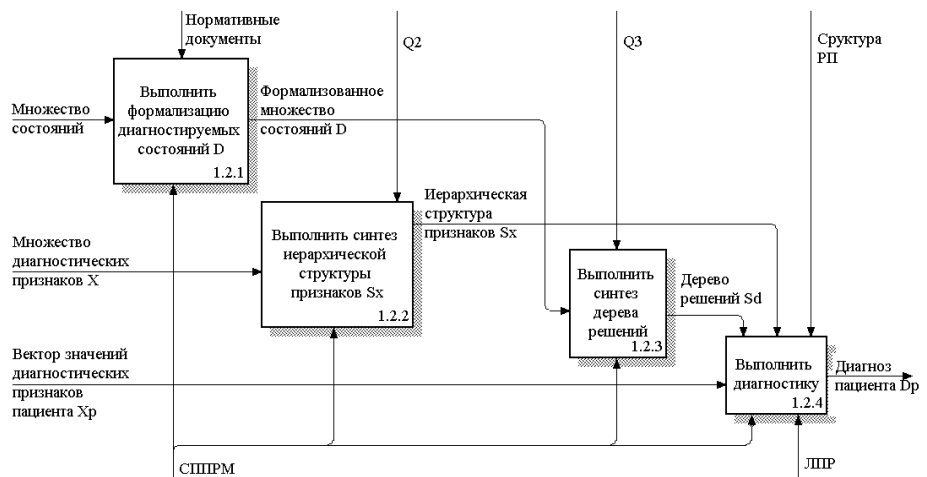 Нормативные
документы
Q2
Q3
Структура
РП
Множество
состояний
Выполнить
формализацию
диагностируемых
состояний D
1.2.1
Формализованное
множество
состояний D
Множество
диагностических
признаков X
Выполнить синтез
иерархической
структуры
признаков Sx
1.2.2
Иерархическая
структура
признаков Sx
Выполнить
синтез
дерева
решений
1.2.3
Дерево
решений Sd
Вектор значений
диагностических
признаков
пациента Xp
Выполнить
диагностику
1.2.4
Диагноз
пациента Dp
СППРМ
ЛПР